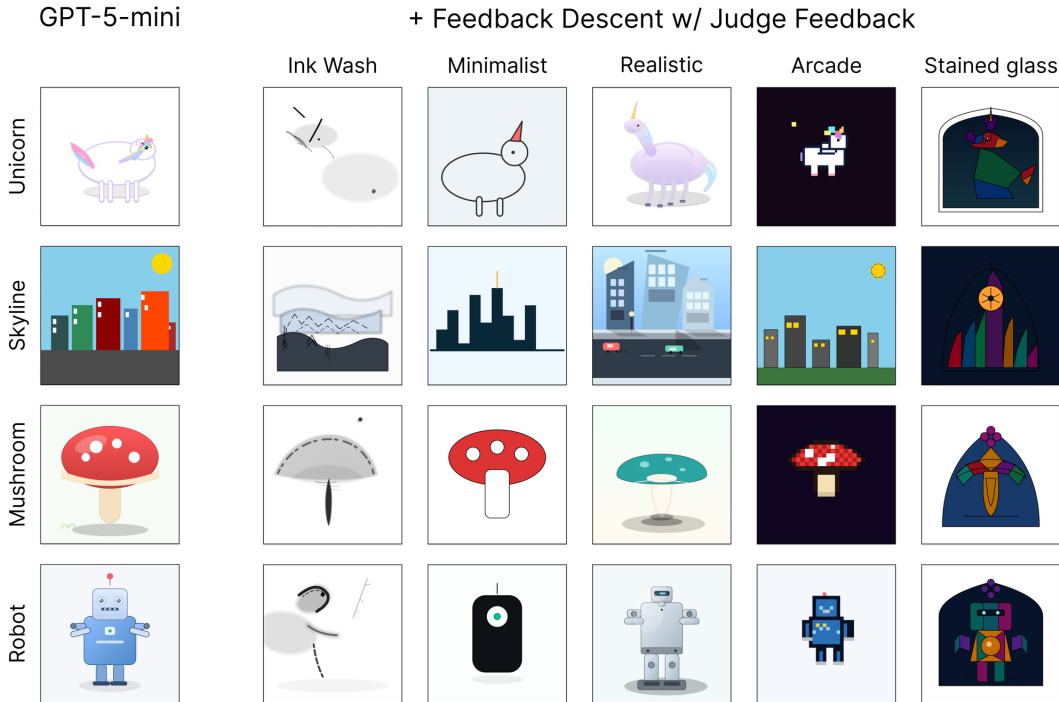 GPT-5-mini
+ Feedback Descent w/ Judge Feedback
Ink Wash
Minimalist
Realistic
Arcade
Stained glass
Unicorn
Skyline
Mushroom
Robot